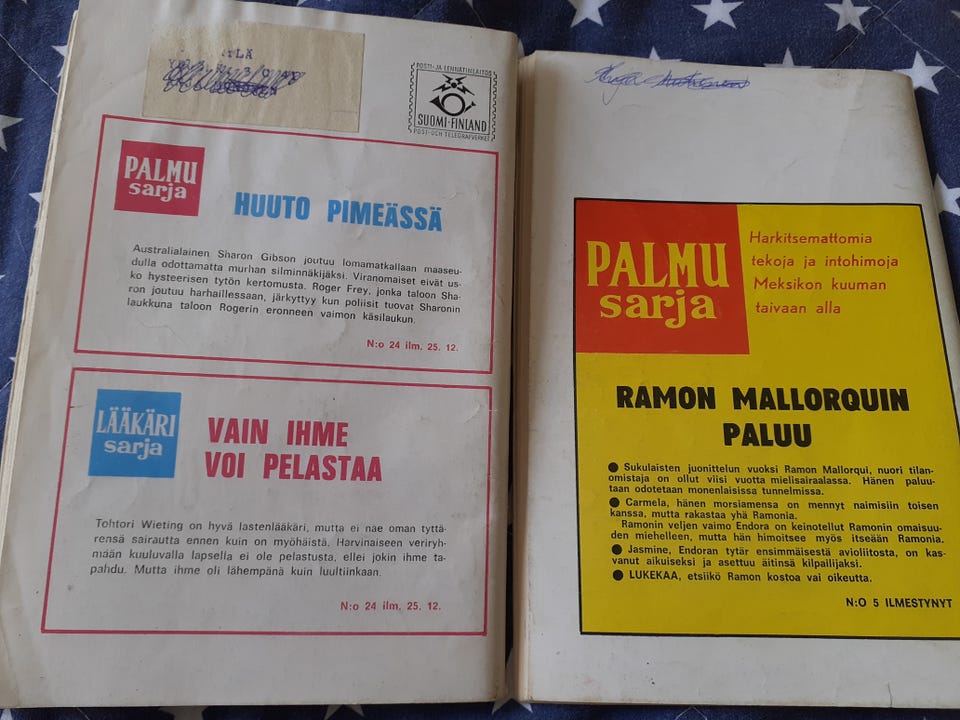 TLÄ
POSTI- JA LENNÄTINLAITOS
SUOMI-FINLAND
POST- OCH TELEGRAFVERKET
PALMU
sarja
HUUTO PIMEÄSSÄ
Australialainen Sharon Gibson joutuu lomamatkallaan maaseu-
dulla odottamatta murhan silminnäkijäksi. Viranomaiset eivät us-
ko hysteerisen tytön kertomusta. Roger Frey, jonka taloon Sha-
ron joutuu harhaillessaan, järkyttyy kun poliisit tuovat Sharonin
laukkuna taloon Rogerin eronneen vaimon käsilaukun.
N:o 24 ilm. 25. 12.
LÄÄKÄRI
sarja
VAIN IHME
VOI PELASTAA
Tohtori Wieting on hyvä lastenlääkäri, mutta ei näe oman tyttä-
rensä sairautta ennen kuin on myöhäistä. Harvinaiseen veriryh-
mään kuuluvalla lapsella ei ole pelastusta, ellei jokin ihme ta-
pahdu. Mutta ihme oli lähempänä kuin luultiinkaan.
N:o 24 ilm. 25. 12.
PALMU
sarja
Harkitsemattomia
tekoja ja intohimoja
Meksikon kuuman
taivaan alla
RAMON MALLORQUIN
PALUU
● Sukulaisten juonittelun vuoksi Ramon Mallorqui, nuori tilan-
omistaja on ollut viisi vuotta mielisairaalassa. Hänen paluu-
taan odotetaan monenlaisissa tunnelmissa.
● Carmela, hänen morsiamensa on mennyt naimisiin toisen
kanssa, mutta rakastaa yhä Ramonia.
Ramonin veljen vaimo Endora on keinotellut Ramonin omaisuu-
den miehelleen, mutta hän himoitsee myös itseään Ramonia.
● Jasmine, Endoran tytär ensimmäisestä avioliitosta, on kas-
vanut aikuiseksi ja asettuu äitinsä kilpailijaksi.
● LUKEKAA, etsiikö Ramon kostoa vai oikeutta.
N:O 5 ILMESTYNYT